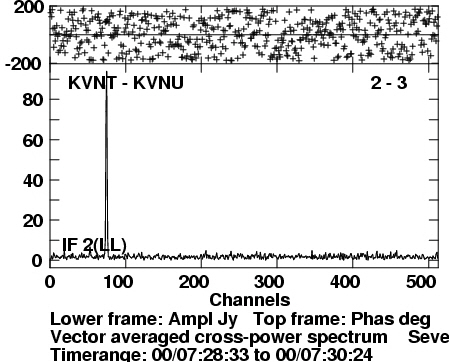 200
-200
KVNT - KVNU 2 - 3
80
60
40
20
IF 2(LL)
0
0 100 200 300 400 500
Channels
Lower frame: Ampl Jy Top frame: Phas deg
Vector averaged cross-power spectrum Seve
Timerange: 00/07:28:33 to 00/07:30:24